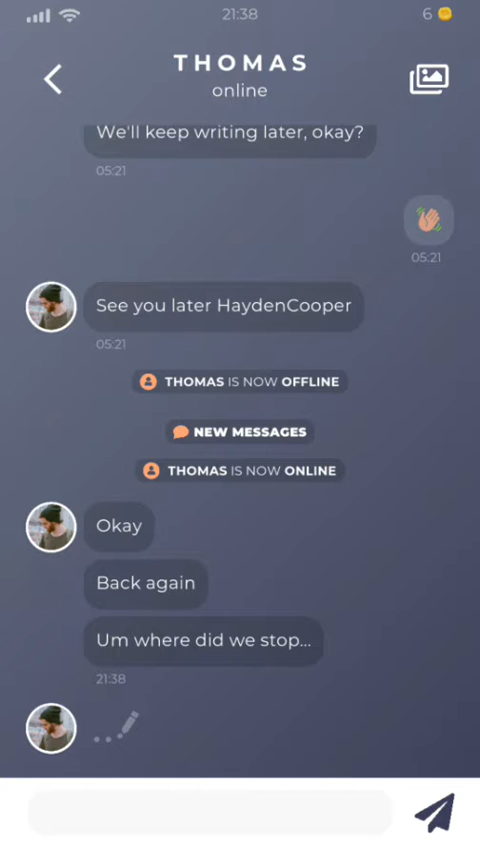 21:38
6
THOMAS
online
We'll keep writing later, okay?
05:21
05:21
See you later HaydenCooper
05:21
THOMAS IS NOW OFFLINE
NEW MESSAGES
THOMAS IS NOW ONLINE
Okay
Back again
Um where did we stop...
21:38